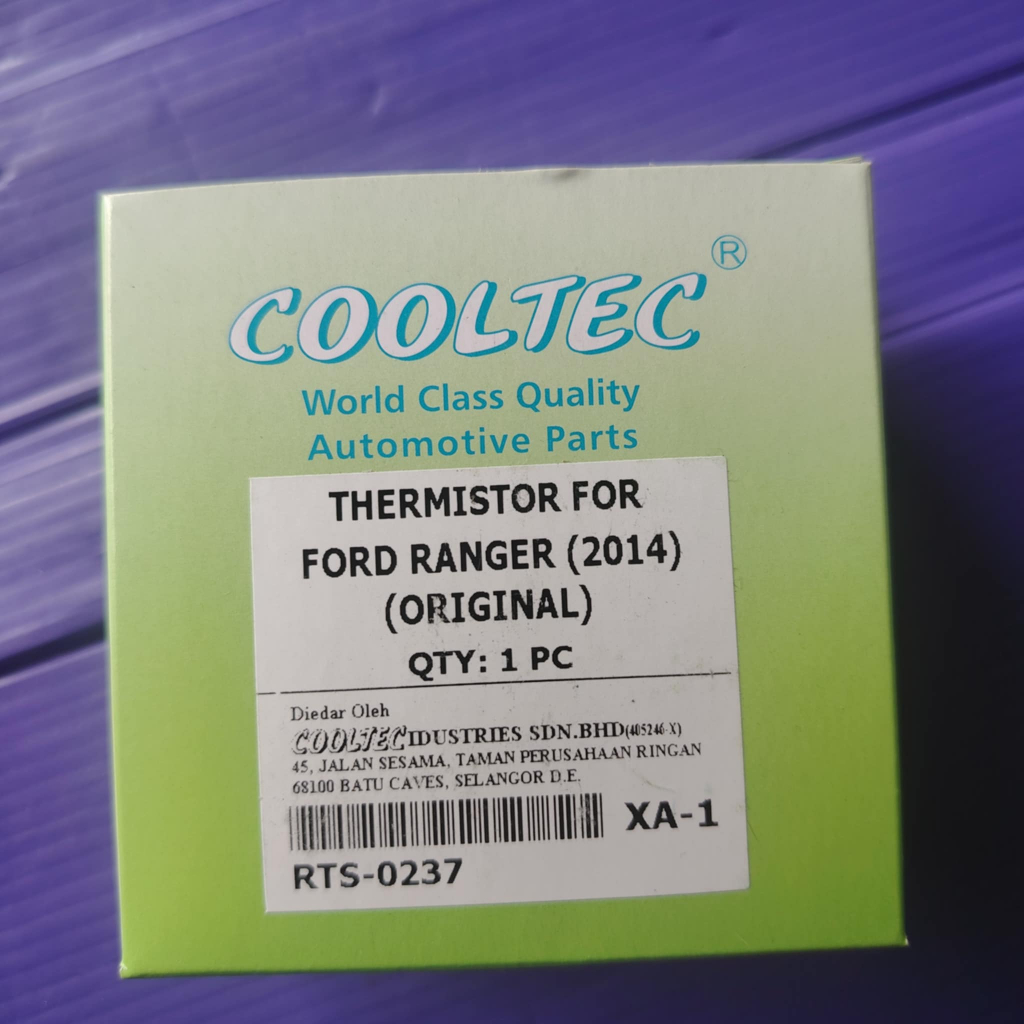 COOLTEC ®
World Class Quality
Automotive Parts
THERMISTOR FOR
FORD RANGER (2014)
(ORIGINAL)
QTY: 1 PC
Diedar Oleh
COOLTEC IDUSTRIES SDN.BHD(405246-X)
45, JALAN SESAMA, TAMAN PERUSAHAAN RINGAN
68100 BATU CAVES, SELANGOR D.E.
XA-1
RTS-0237